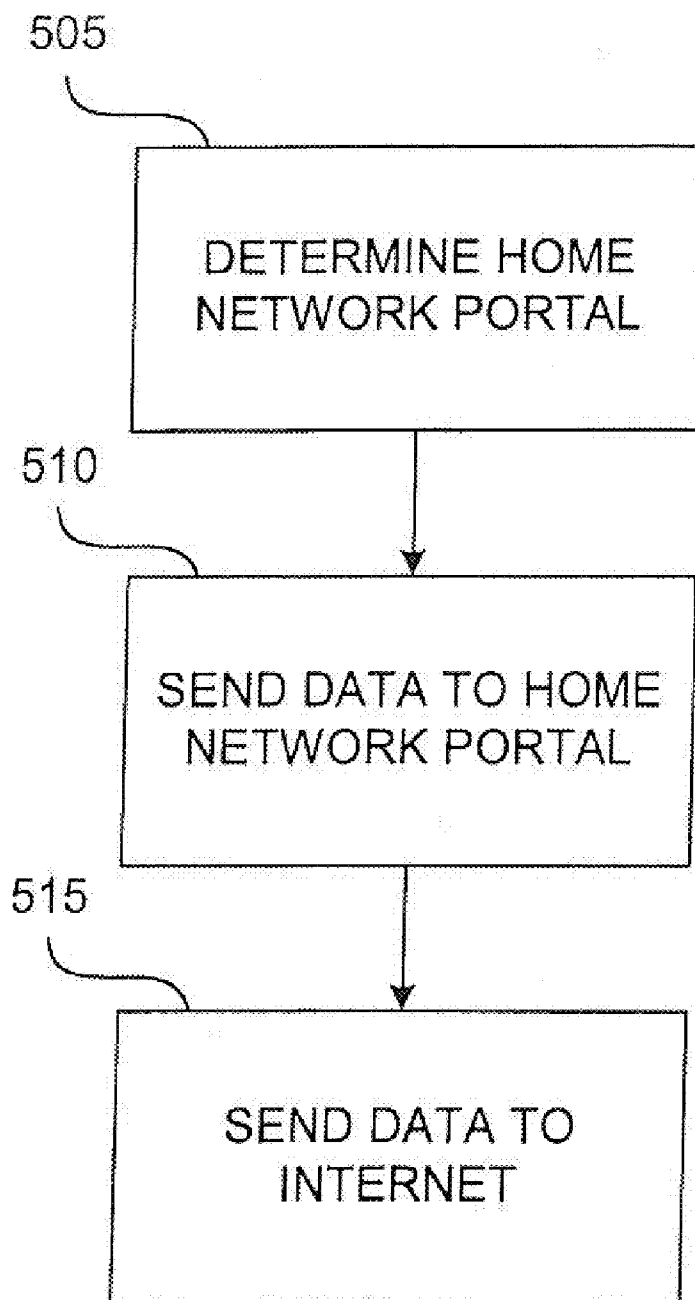 505
DETERMINE HOME
NETWORK PORTAL
510
SEND DATA TO HOME
NETWORK PORTAL
515
SEND DATA TO
INTERNET